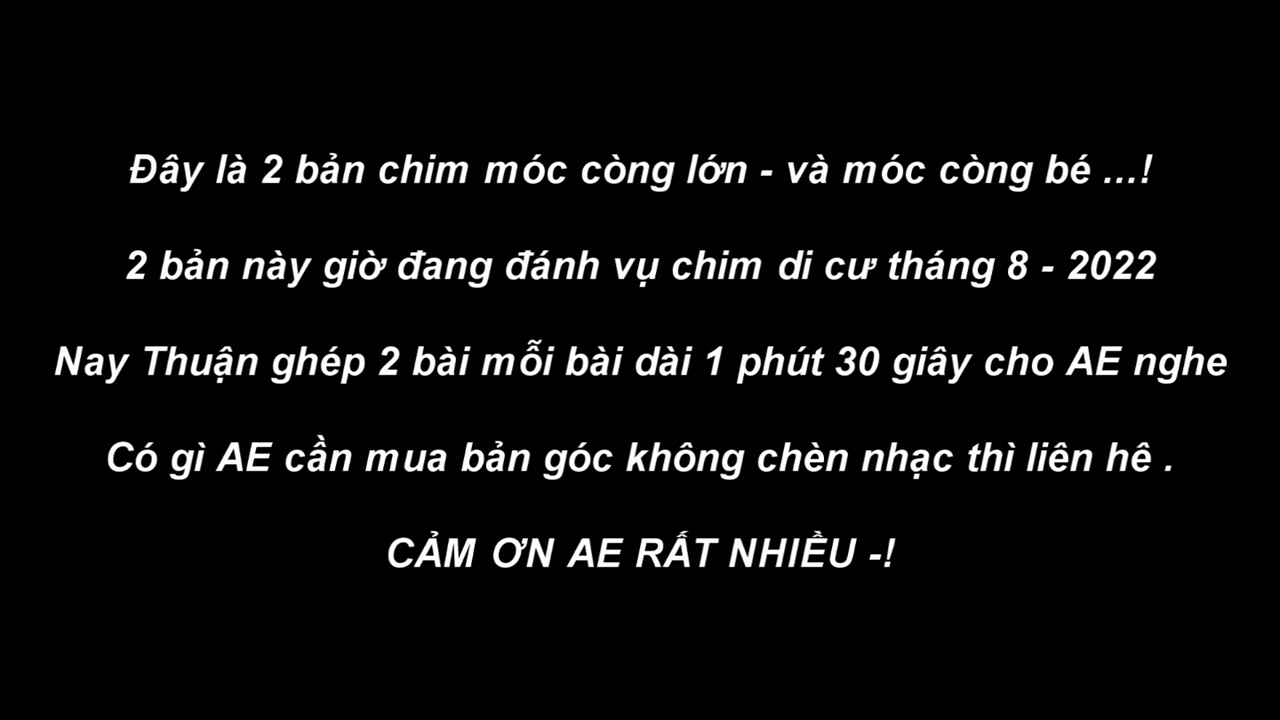 Đây là 2 bản chim móc còng lớn - và móc còng bé ...!
2 bản này giờ đang đánh vụ chim di cư tháng 8 - 2022
Nay Thuận ghép 2 bài mỗi bài dài 1 phút 30 giây cho AE nghe
Có gì AE cần mua bản góc không chèn nhạc thì liên hê .
CẢM ƠN AE RẤT NHIỀU -!